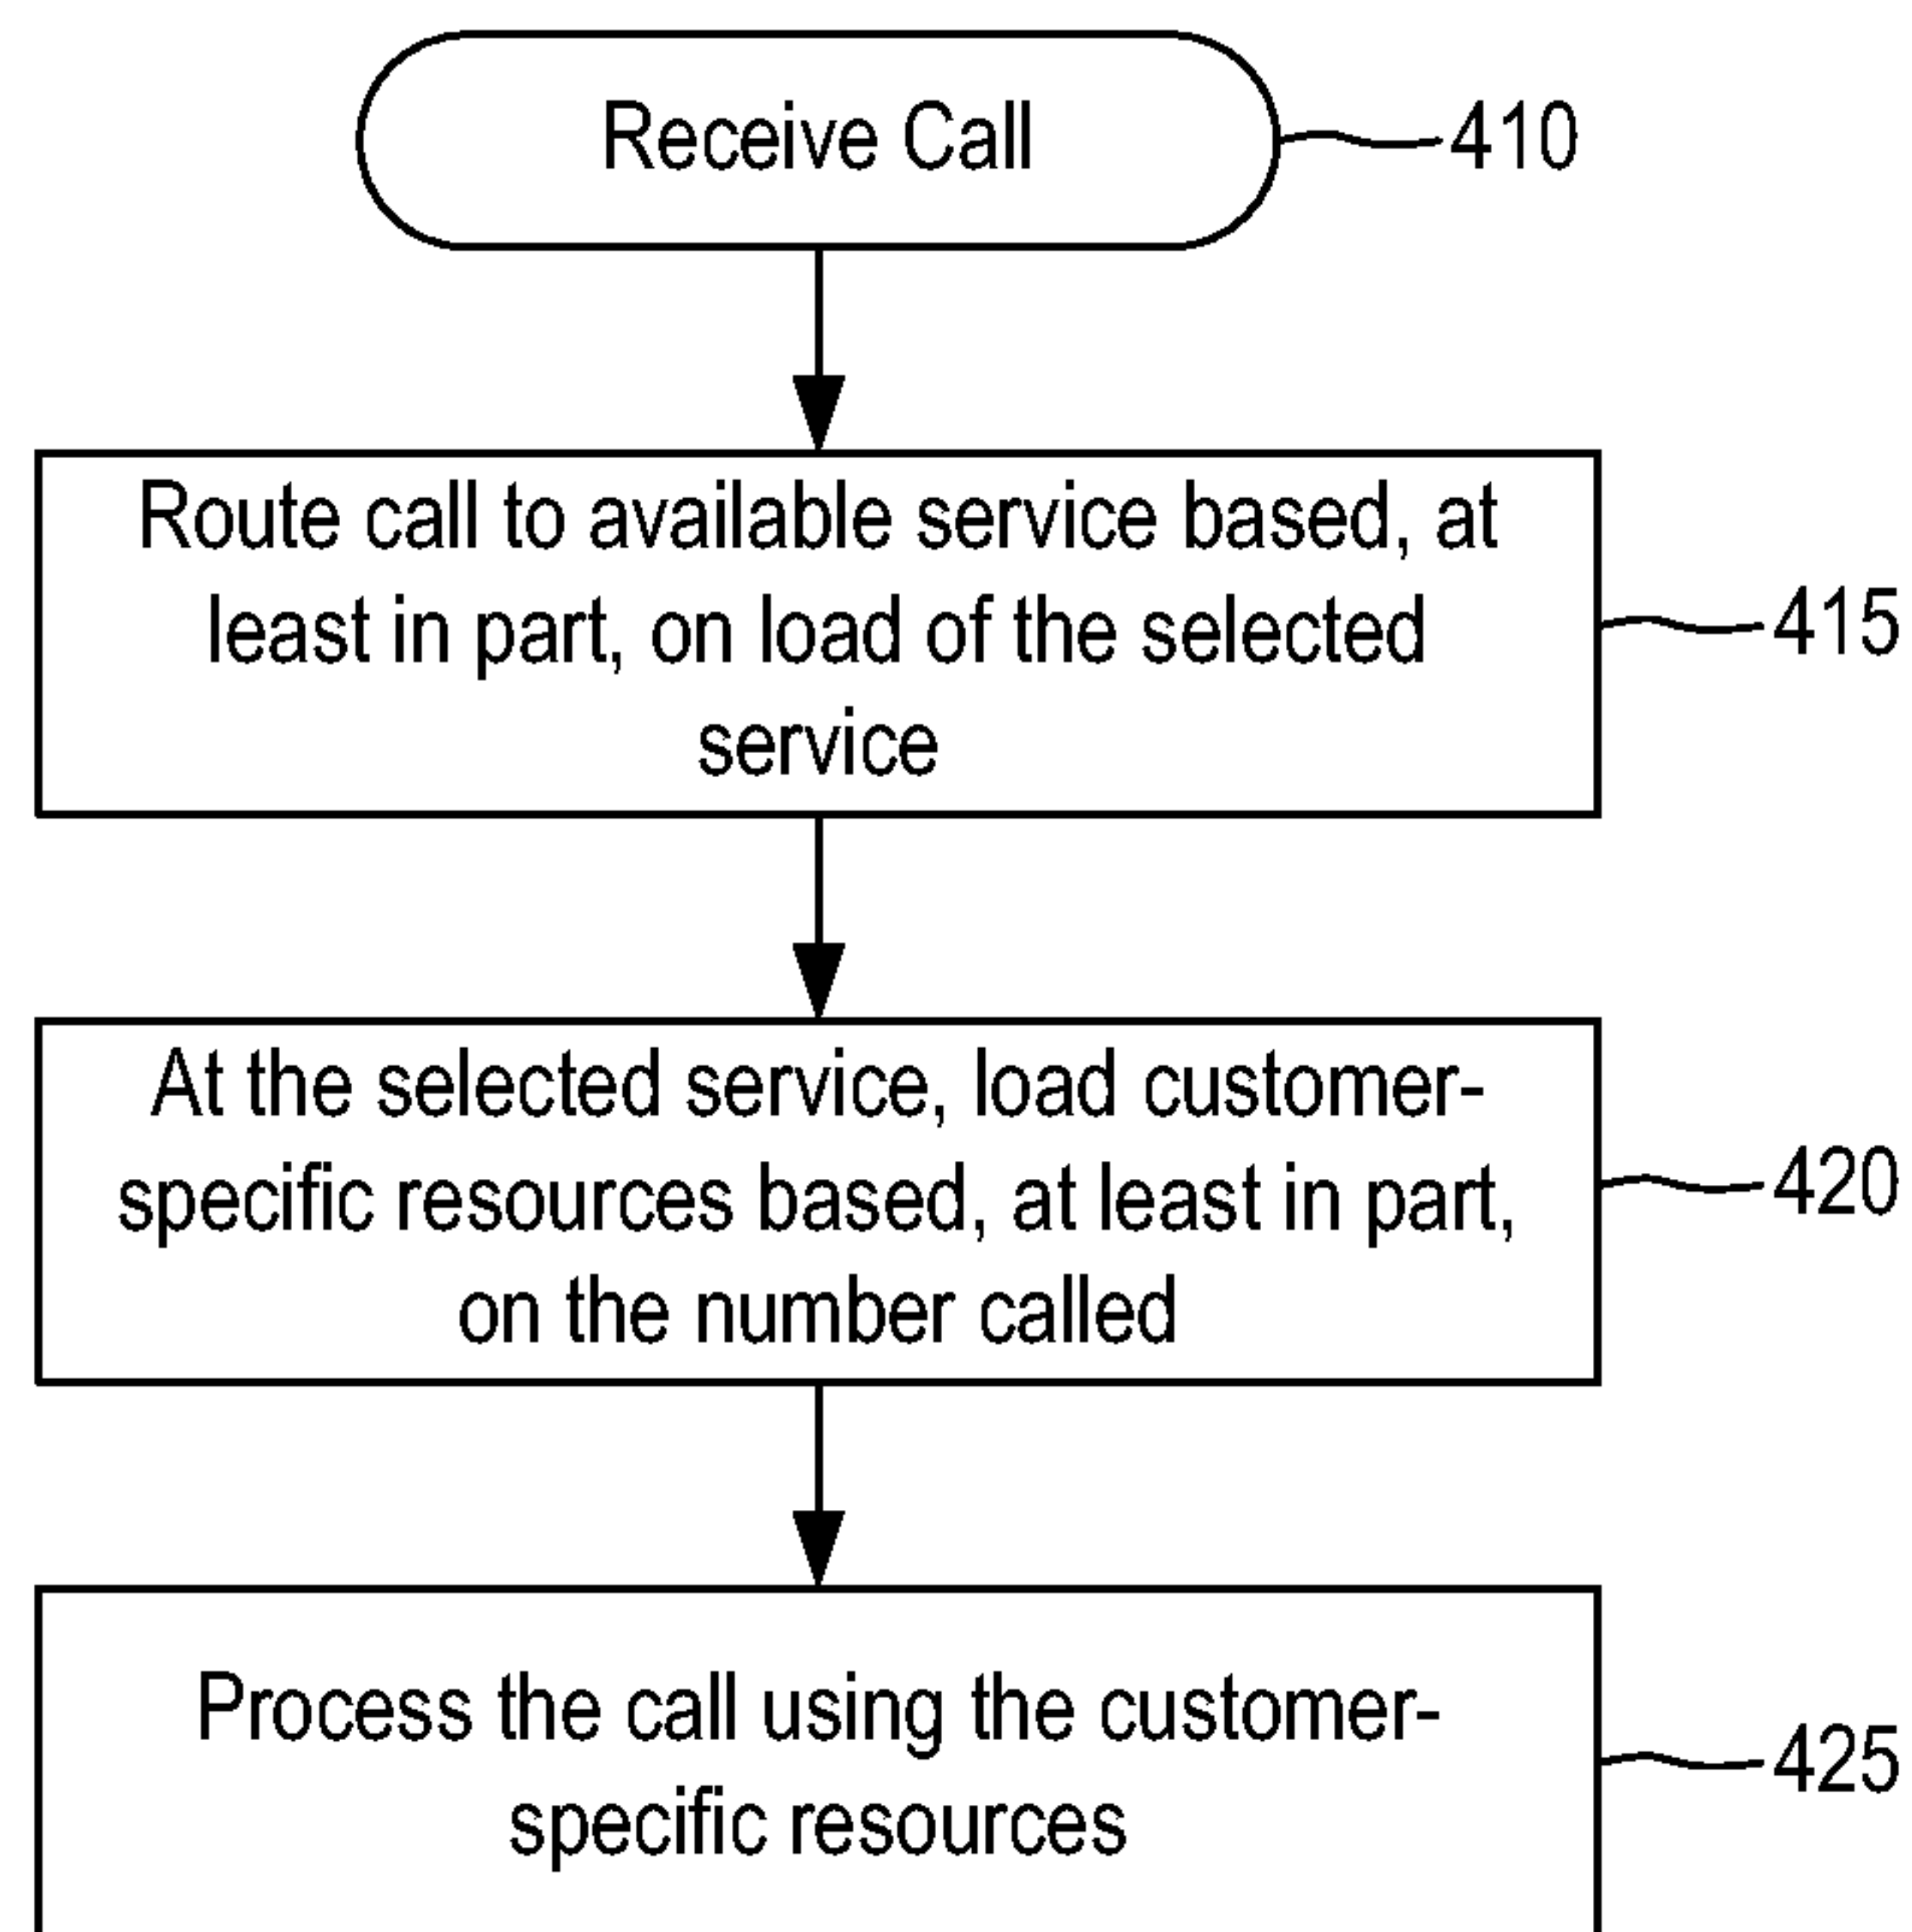 Receive Call
410
Route call to available service based, at
least in part, on load of the selected
service
415
At the selected service, load customer-
specific resources based, at least in part,
on the number called
420
Process the call using the customer-
specific resources
425